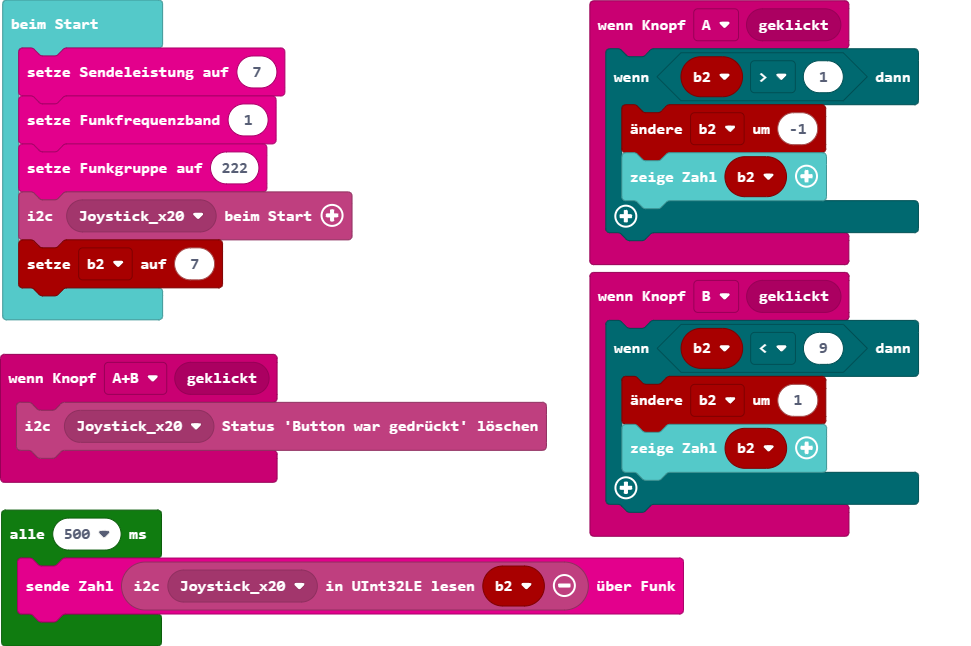 beim Start
setze Sendeleistung auf 7
setze Funkfrequenzband 1
setze Funkgruppe auf 222
i2c Joystick_x20 beim Start
setze b2 auf 7
wenn Knopf A+B geklickt
i2c Joystick_x20 Status 'Button war gedrückt' löschen
alle 500 ms
sende Zahl i2c Joystick_x20 in UInt32LE lesen b2 über Funk
wenn Knopf A geklickt
wenn b2 > 1 dann
ändere b2 um -1
zeige Zahl b2
wenn Knopf B geklickt
wenn b2 < 9 dann
ändere b2 um 1
zeige Zahl b2